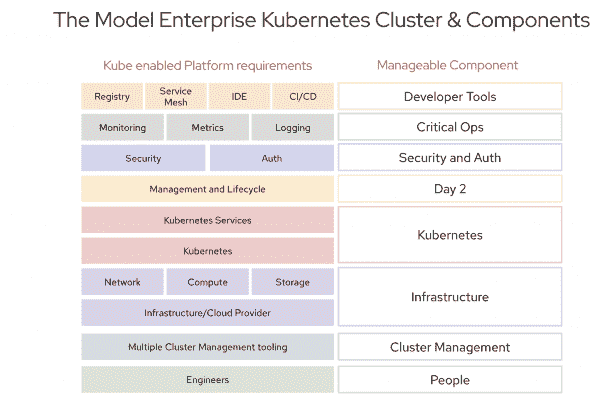 The Model Enterprise Kubernetes Cluster & Components
Kube enabled Platform requirements
Manageable Component
Registry
Service
Mesh
IDE
CI/CD
Developer Tools
Monitoring
Metrics
Logging
Critical Ops
Security
Auth
Security and Auth
Management and Lifecycle
Day 2
Kubernetes Services
Kubernetes
Kubernetes
Network
Compute
Storage
Infrastructure/Cloud Provider
Infrastructure
Multiple Cluster Management tooling
Cluster Management
Engineers
People